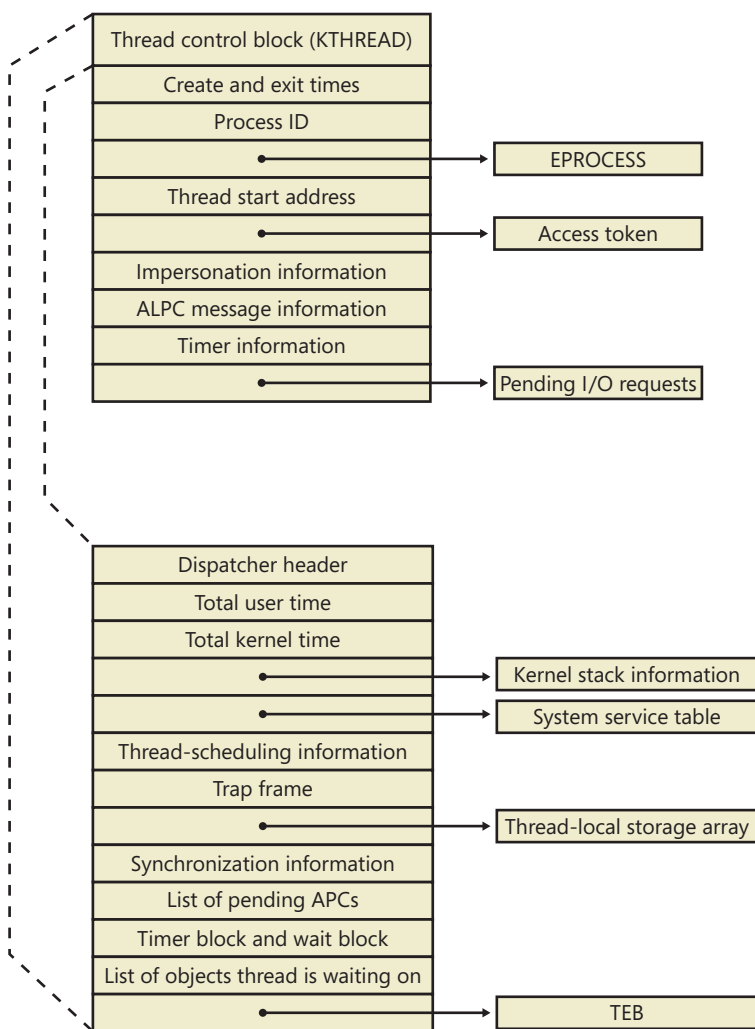 Thread control block (KTHREAD)
Create and exit times
Process ID
EPROCESS
Thread start address
Access token
Impersonation information
ALPC message information
Timer information
Pending I/O requests
Dispatcher header
Total user time
Total kernel time
Kernel stack information
System service table
Thread-scheduling information
Trap frame
Thread-local storage array
Synchronization information
List of pending APCs
Timer block and wait block
List of objects thread is waiting on
TEB